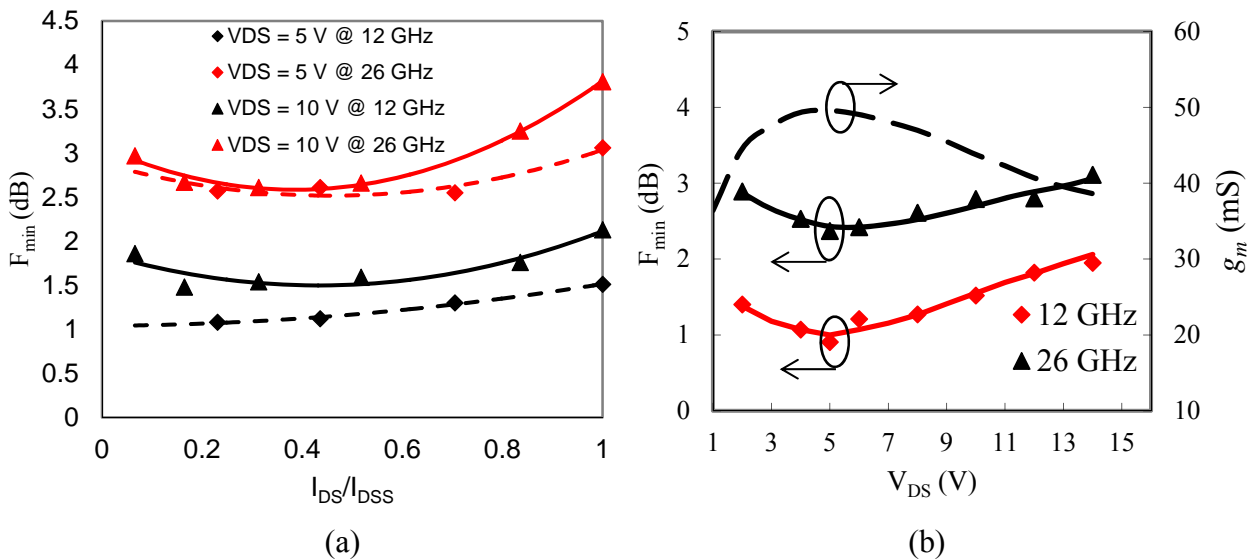 4.5
4
3.5
3
2.5
2
1.5
1
0.5
0
F_min (dB)
VDS = 5 V @ 12 GHz
VDS = 5 V @ 26 GHz
VDS = 10 V @ 12 GHz
VDS = 10 V @ 26 GHz
0 0.2 0.4 0.6 0.8 1
I_DS/I_DSS
(a)
5
4
3
2
1
0
F_min (dB)
60
50
40
30
20
10
g_m (mS)
12 GHz
26 GHz
1 3 5 7 9 11 13 15
V_DS (V)
(b)